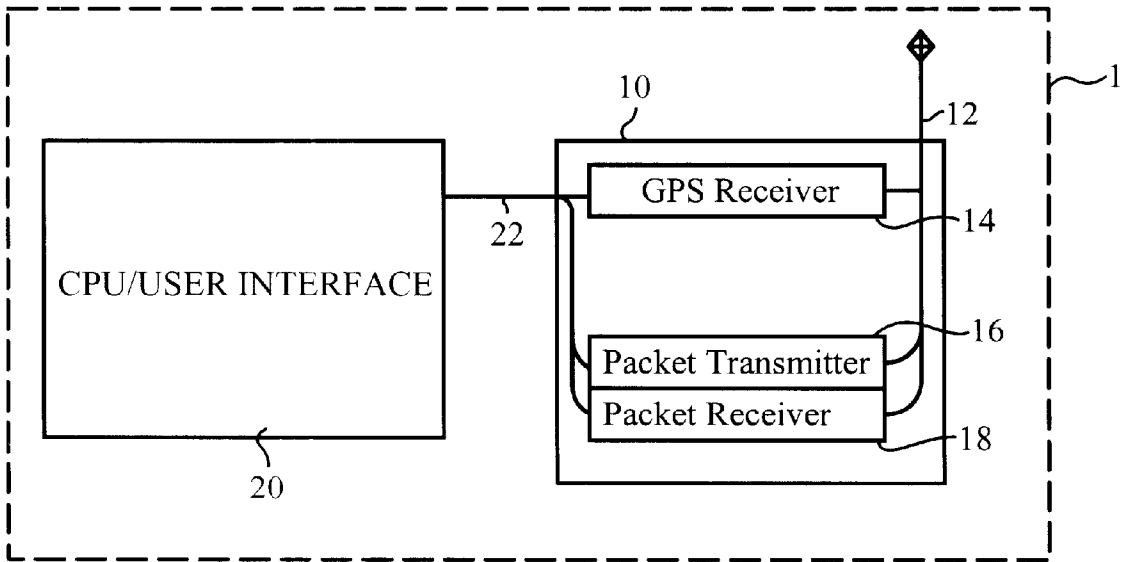 1
10
12
GPS Receiver
14
22
CPU/USER INTERFACE
16
Packet Transmitter
Packet Receiver
18
20